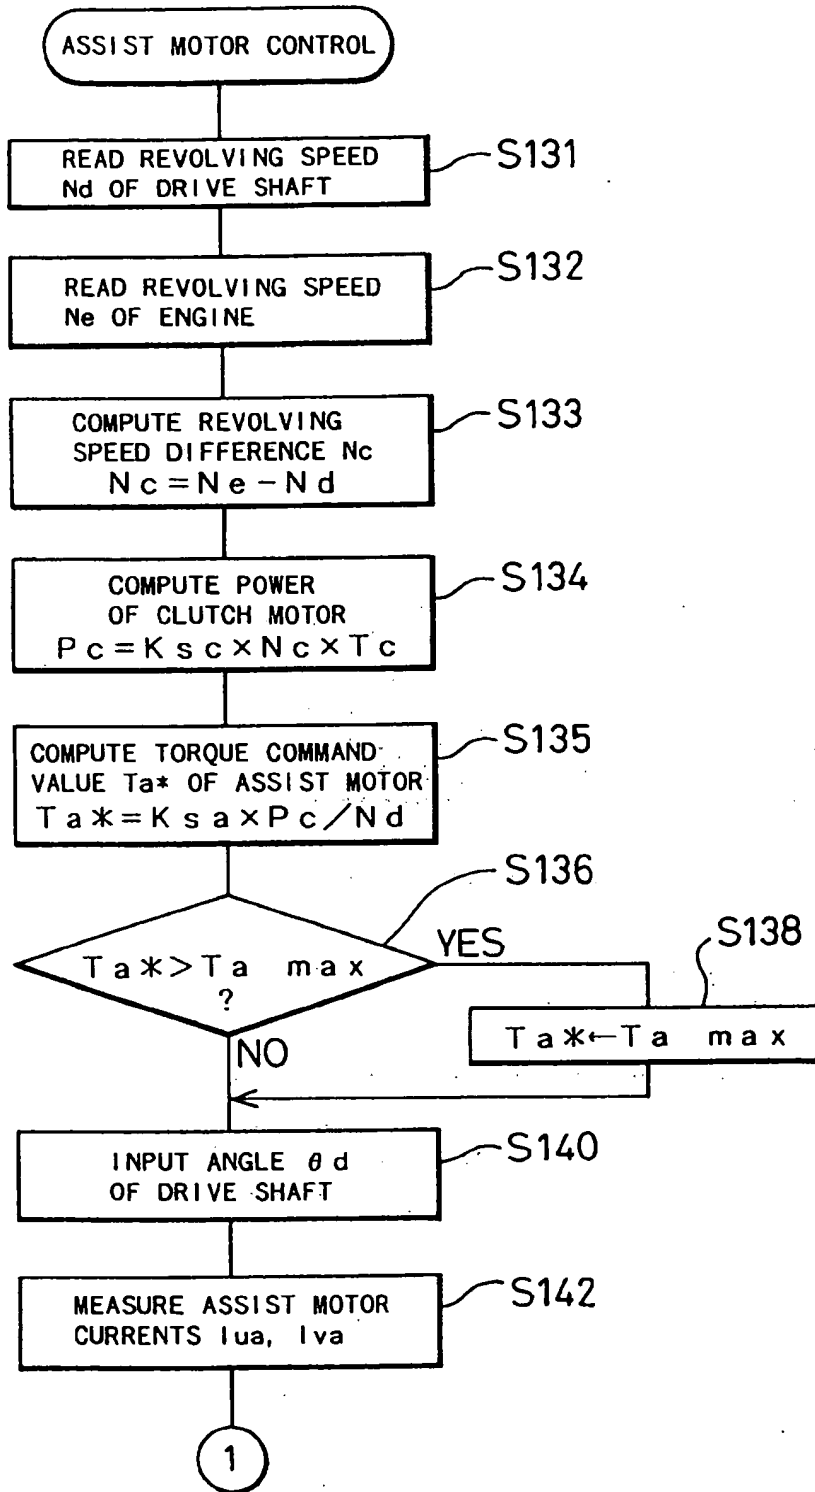 ASSIST MOTOR CONTROL
READ REVOLVING SPEED
Nd OF DRIVE SHAFT
S131
READ REVOLVING SPEED
Ne OF ENGINE
S132
COMPUTE REVOLVING
SPEED DIFFERENCE Nc
Nc=Ne-Nd
S133
COMPUTE POWER
OF CLUTCH MOTOR
Pc=Ksc×Nc×Tc
S134
COMPUTE TORQUE COMMAND
VALUE Ta* OF ASSIST MOTOR
Ta*=Ksa×Pc/Nd
S135
S136
Ta*>Ta max
?
YES
NO
S138
Ta*←Ta max
INPUT ANGLE θd
OF DRIVE SHAFT
S140
MEASURE ASSIST MOTOR
CURRENTS Iua, Iva
S142
1